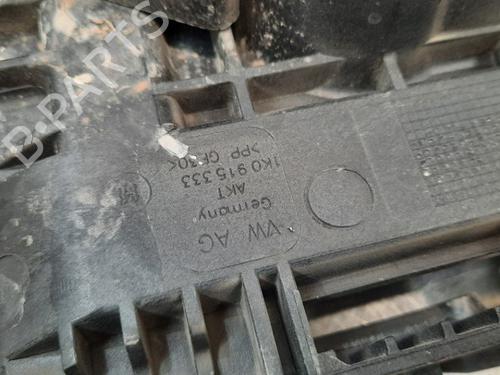 B-PARTS
VW AG
Germany
AKT
1K0 915 333
>PP GF30<